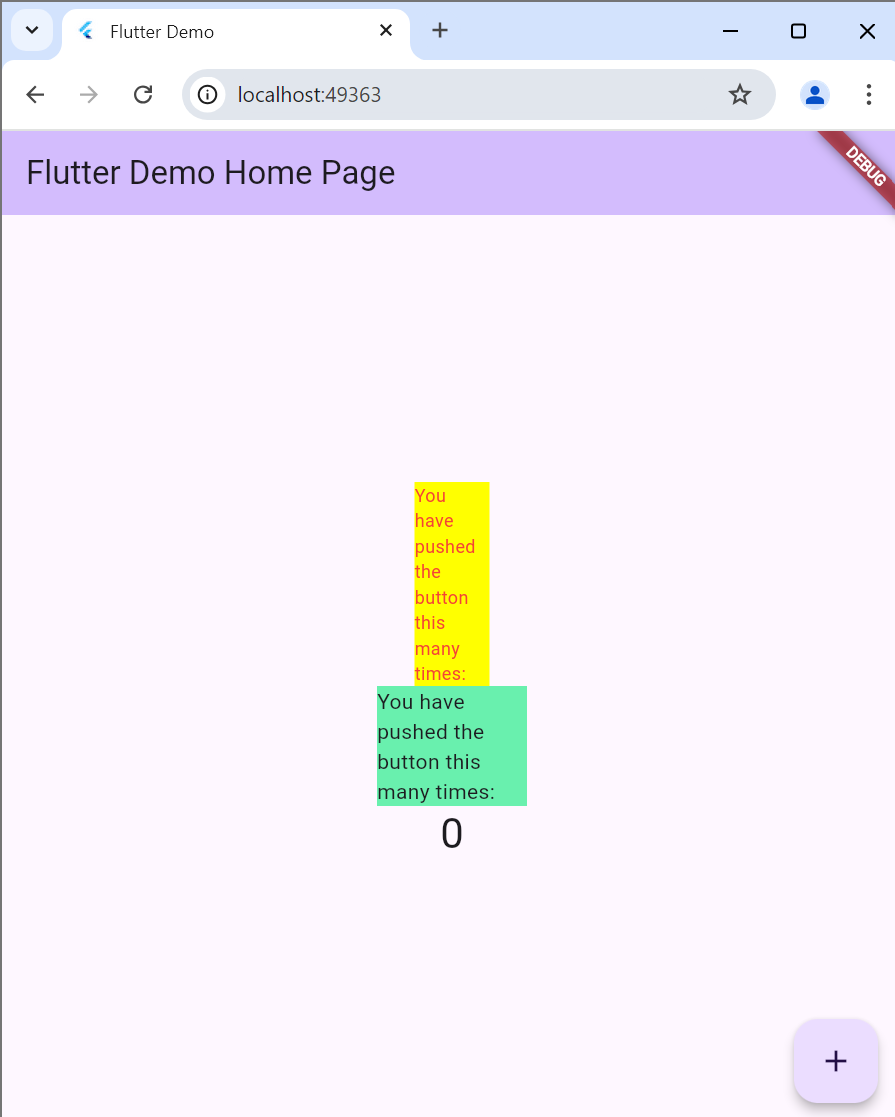 Flutter Demo
localhost:49363
Flutter Demo Home Page
DEBUG
You
have
pushed
the
button
this
many
times:
You have
pushed the
button this
many times:
0